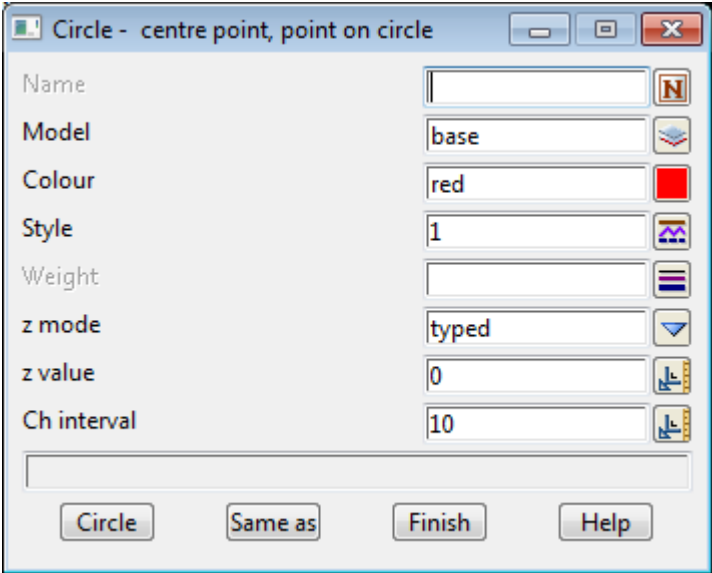 Circle - centre point, point on circle
Name N
Model base
Colour red
Style 1
Weight
z mode typed
z value 0
Ch interval 10
Circle Same as Finish Help